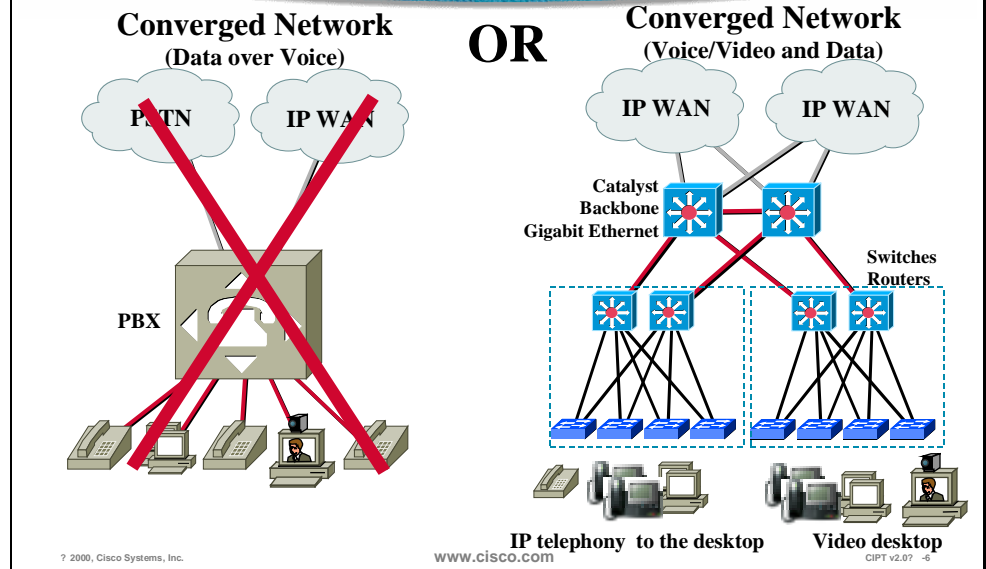 Converged Network
(Data over Voice)
PSTN
IP WAN
PBX
OR
Converged Network
(Voice/Video and Data)
IP WAN
IP WAN
Catalyst
Backbone
Gigabit Ethernet
Switches
Routers
IP telephony to the desktop
Video desktop
? 2000, Cisco Systems, Inc.
www.cisco.com
CIPT v2.0? -6